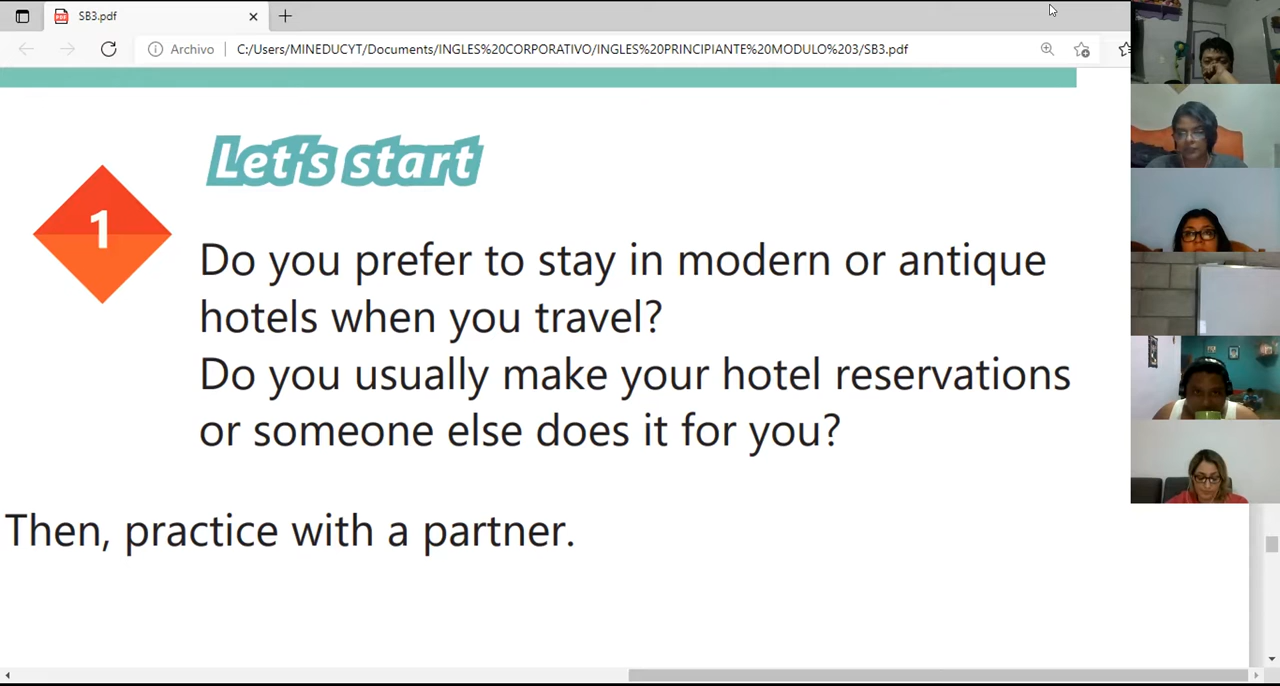 SB3.pdf
Archivo
C:/Users/MINEDUCYT/Documents/INGLES%20CORPORATIVO/INGLES%20PRINCIPIANTE%20MODULO%203/SB3.pdf
Let's start
1
Do you prefer to stay in modern or antique
hotels when you travel?
Do you usually make your hotel reservations
or someone else does it for you?
Then, practice with a partner.